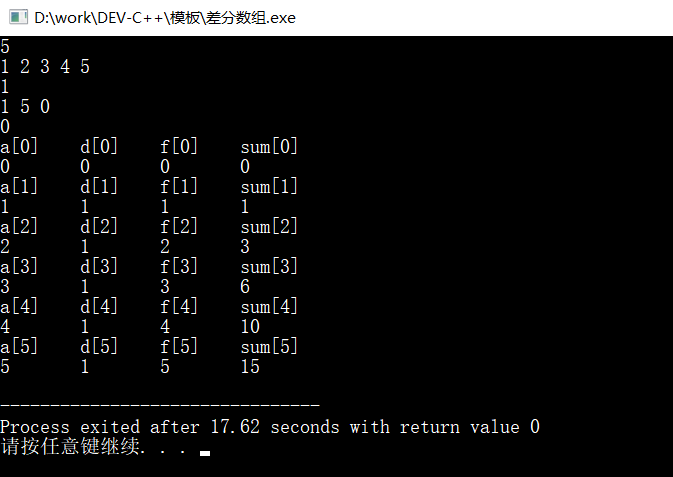 D:\work\DEV-C++\模板\差分数组.exe
5
1 2 3 4 5
1
1 5 0
0
a[0] d[0] f[0] sum[0]
0 0 0 0
a[1] d[1] f[1] sum[1]
1 1 1 1
a[2] d[2] f[2] sum[2]
2 1 2 3
a[3] d[3] f[3] sum[3]
3 1 3 6
a[4] d[4] f[4] sum[4]
4 1 4 10
a[5] d[5] f[5] sum[5]
5 1 5 15
--------------------------------
Process exited after 17.62 seconds with return value 0
请按任意键继续. . .